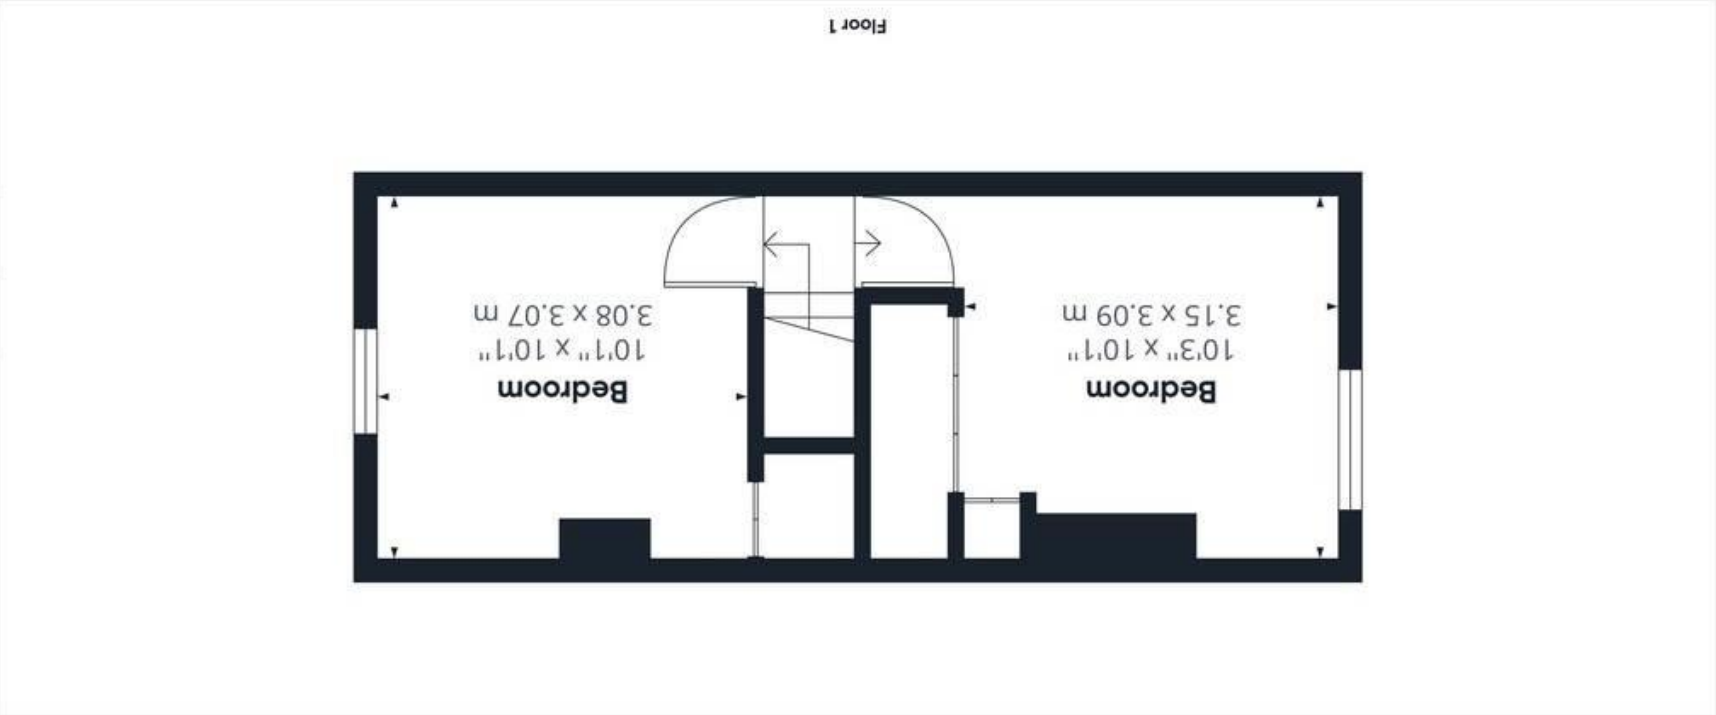 Bedroom
10'3" x 10'1"
3.15 x 3.09 m
Bedroom
10'1" x 10'1"
3.08 x 3.07 m
Floor 1